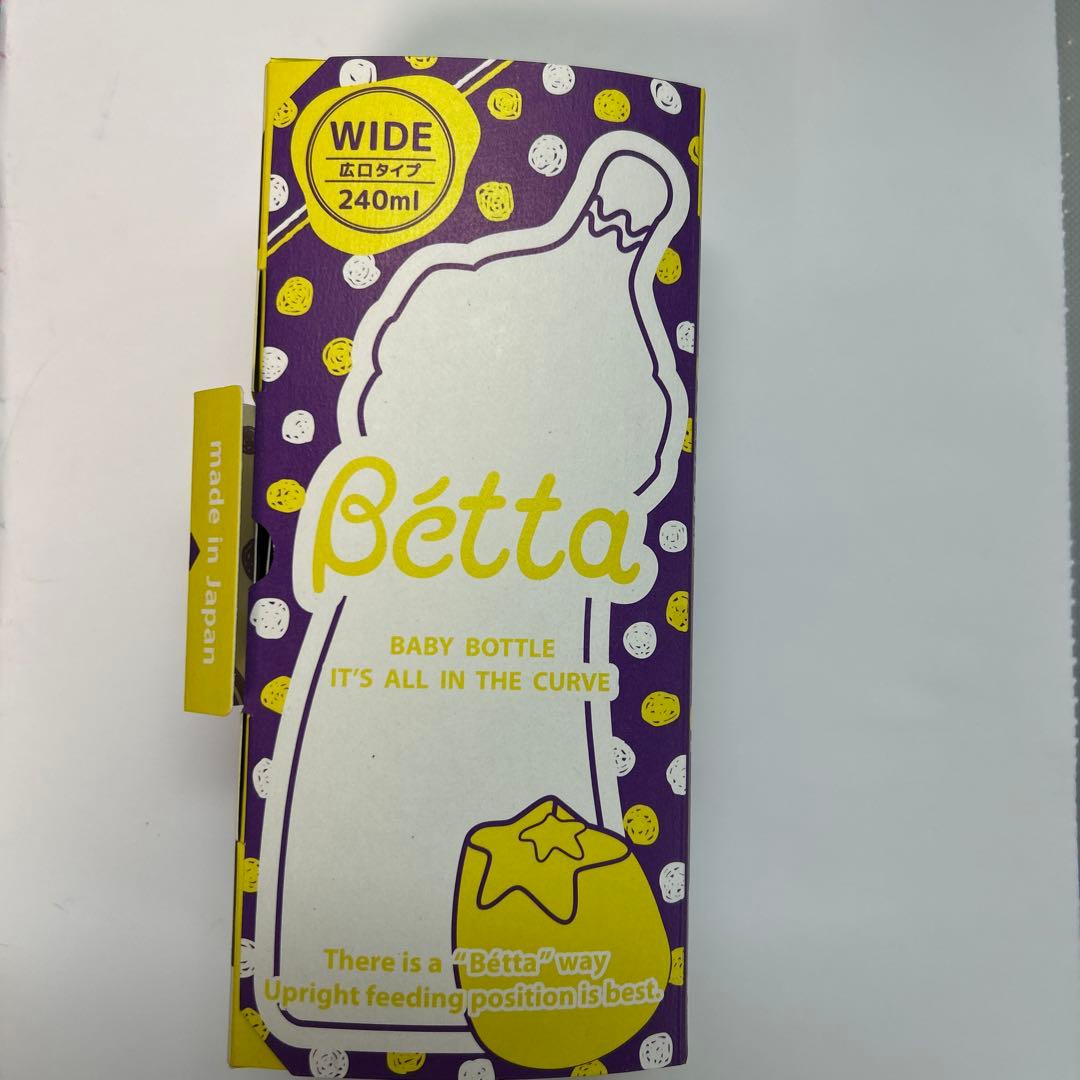 WIDE
広口タイプ
240ml
Bétta
made in Japan
BABY BOTTLE
IT'S ALL IN THE CURVE
There is a "Bétta" way
Upright feeding position is best.